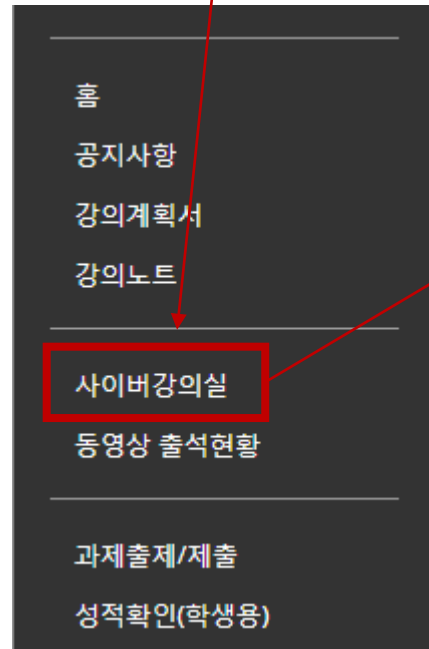 홈
공지사항
강의계획서
강의노트
사이버강의실
동영상 출석현황
과제출제/제출
성적확인(학생용)